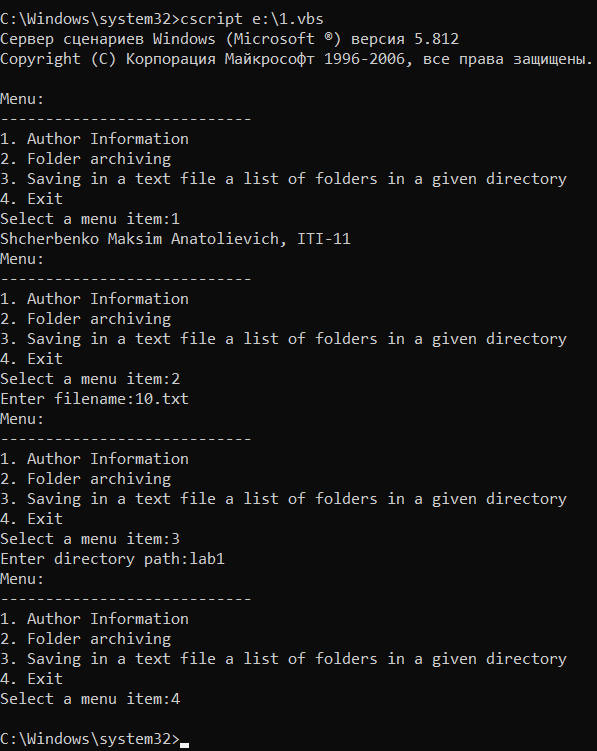 C:\Windows\system32>cscript e:\1.vbs
Сервер сценариев Windows (Microsoft ®) версия 5.812
Copyright (C) Корпорация Майкрософт 1996-2006, все права защищены.
Menu:
----------------------------
1. Author Information
2. Folder archiving
3. Saving in a text file a list of folders in a given directory
4. Exit
Select a menu item:1
Shcherbenko Maksim Anatolievich, ITI-11
Menu:
----------------------------
1. Author Information
2. Folder archiving
3. Saving in a text file a list of folders in a given directory
4. Exit
Select a menu item:2
Enter filename:10.txt
Menu:
----------------------------
1. Author Information
2. Folder archiving
3. Saving in a text file a list of folders in a given directory
4. Exit
Select a menu item:3
Enter directory path:lab1
Menu:
----------------------------
1. Author Information
2. Folder archiving
3. Saving in a text file a list of folders in a given directory
4. Exit
Select a menu item:4
C:\Windows\system32>